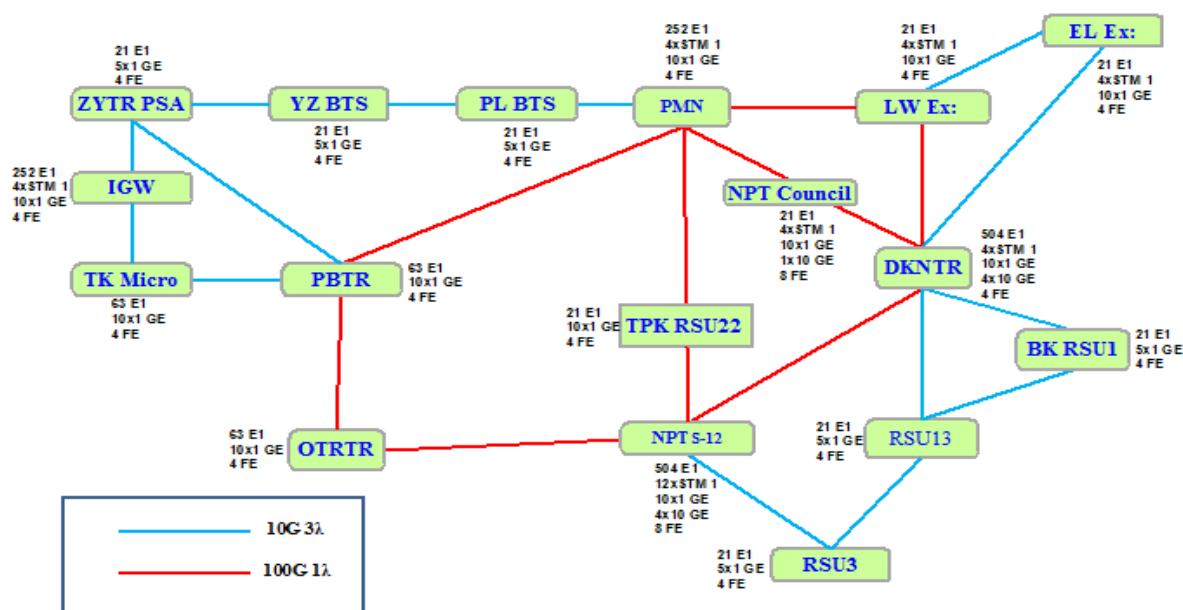 21 E1
5x1 GE
4 FE
ZYTR PSA
YZ BTS
21 E1
5x1 GE
4 FE
PL BTS
21 E1
5x1 GE
4 FE
252 E1
4xSTM 1
10x1 GE
4 FE
PMN
21 E1
4xSTM 1
10x1 GE
4 FE
LW Ex:
EL Ex:
21 E1
4xSTM 1
10x1 GE
4 FE
252 E1
4xSTM 1
10x1 GE
4 FE
IGW
NPT Council
21 E1
4xSTM 1
10x1 GE
1x10 GE
8 FE
TK Micro
63 E1
10x1 GE
4 FE
PBTR
63 E1
10x1 GE
4 FE
504 E1
4xSTM 1
10x1 GE
4x10 GE
4 FE
DKNTR
21 E1
10x1 GE
4 FE
TPK RSU22
BK RSU1
21 E1
5x1 GE
4 FE
63 E1
10x1 GE
4 FE
OTRTR
NPT S-12
504 E1
12xSTM 1
10x1 GE
4x10 GE
8 FE
21 E1
5x1 GE
4 FE
RSU13
21 E1
5x1 GE
4 FE
RSU3
10G 3λ
100G 1λ